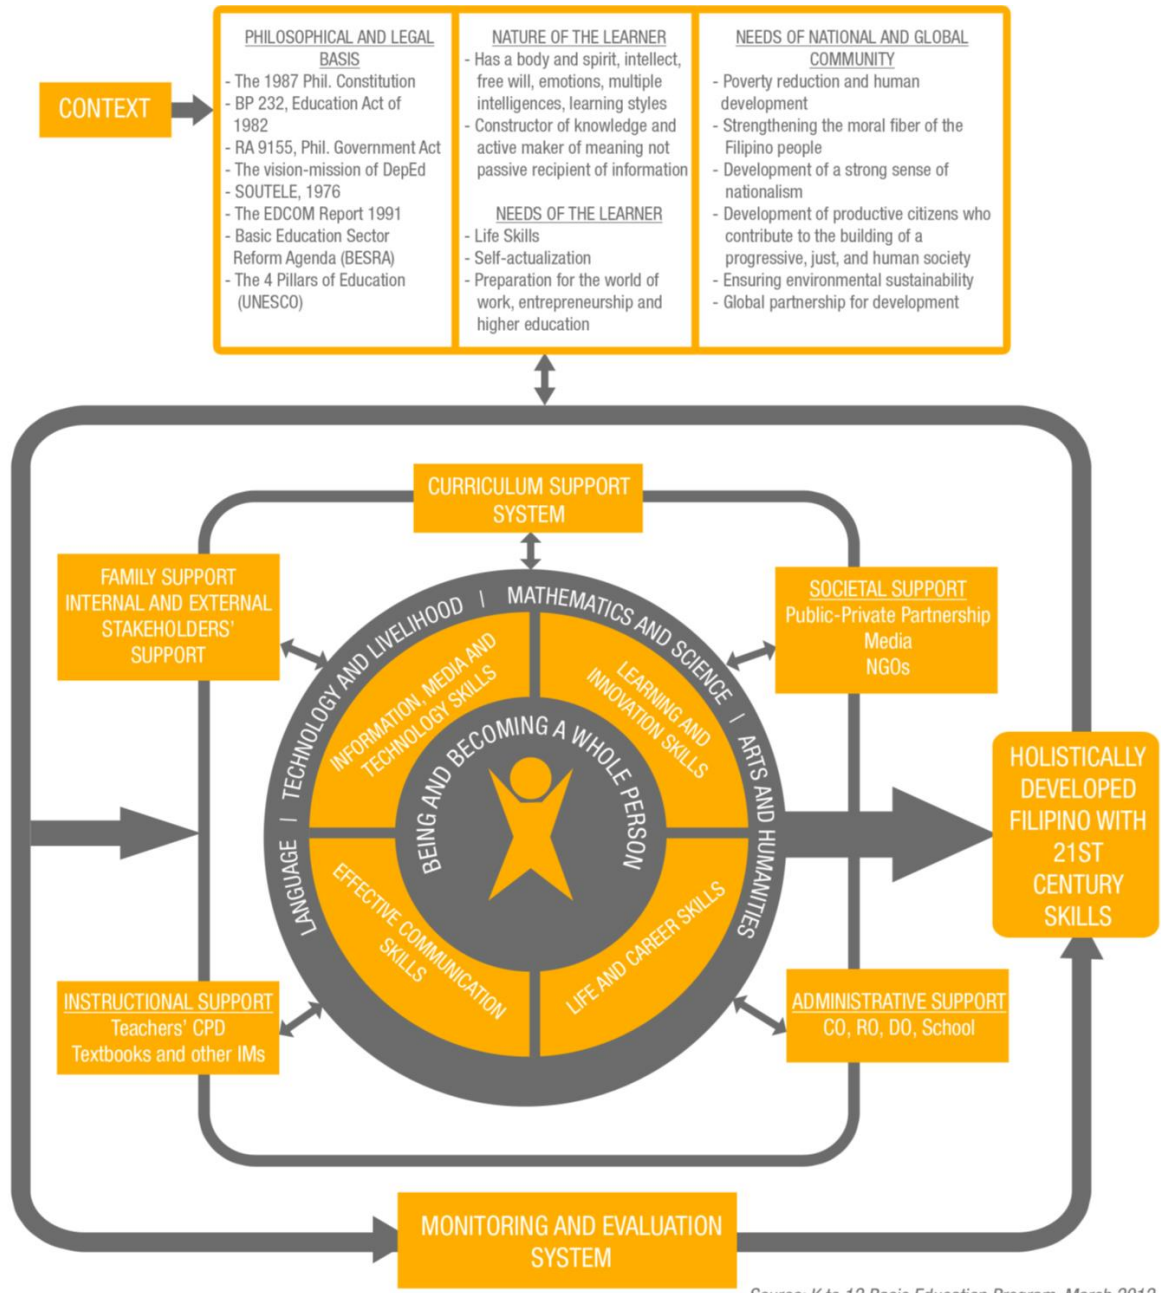 CONTEXT
PHILOSOPHICAL AND LEGAL
BASIS
- The 1987 Phil. Constitution
- BP 232, Education Act of
1982
- RA 9155, Phil. Government Act
- The vision-mission of DepEd
- SOUTELE, 1976
- The EDCOM Report 1991
- Basic Education Sector
Reform Agenda (BESRA)
- The 4 Pillars of Education
(UNESCO)
NATURE OF THE LEARNER
- Has a body and spirit, intellect,
free will, emotions, multiple
intelligences, learning styles
- Constructor of knowledge and
active maker of meaning not
passive recipient of information
NEEDS OF THE LEARNER
- Life Skills
- Self-actualization
- Preparation for the world of
work, entrepreneurship and
higher education
NEEDS OF NATIONAL AND GLOBAL
COMMUNITY
- Poverty reduction and human
development
- Strengthening the moral fiber of the
Filipino people
- Development of a strong sense of
nationalism
- Development of productive citizens who
contribute to the building of a
progressive, just, and human society
- Ensuring environmental sustainability
- Global partnership for development
CURRICULUM SUPPORT
SYSTEM
FAMILY SUPPORT
INTERNAL AND EXTERNAL
STAKEHOLDERS'
SUPPORT
SOCIETAL SUPPORT
Public-Private Partnership
Media
NGOs
LANGUAGE | TECHNOLOGY AND LIVELIHOOD | MATHEMATICS AND SCIENCE | ARTS AND HUMANITIES
INFORMATION, MEDIA AND
TECHNOLOGY SKILLS
LEARNING AND
INNOVATION SKILLS
BEING AND BECOMING A WHOLE PERSON
EFFECTIVE COMMUNICATION
SKILLS
LIFE AND CAREER SKILLS
HOLISTICALLY
DEVELOPED
FILIPINO WITH
21ST
CENTURY
SKILLS
INSTRUCTIONAL SUPPORT
Teachers' CPD
Textbooks and other IMs
ADMINISTRATIVE SUPPORT
CO, RO, DO, School
MONITORING AND EVALUATION
SYSTEM
Source: K to 12 Basic Education Program, March 2012